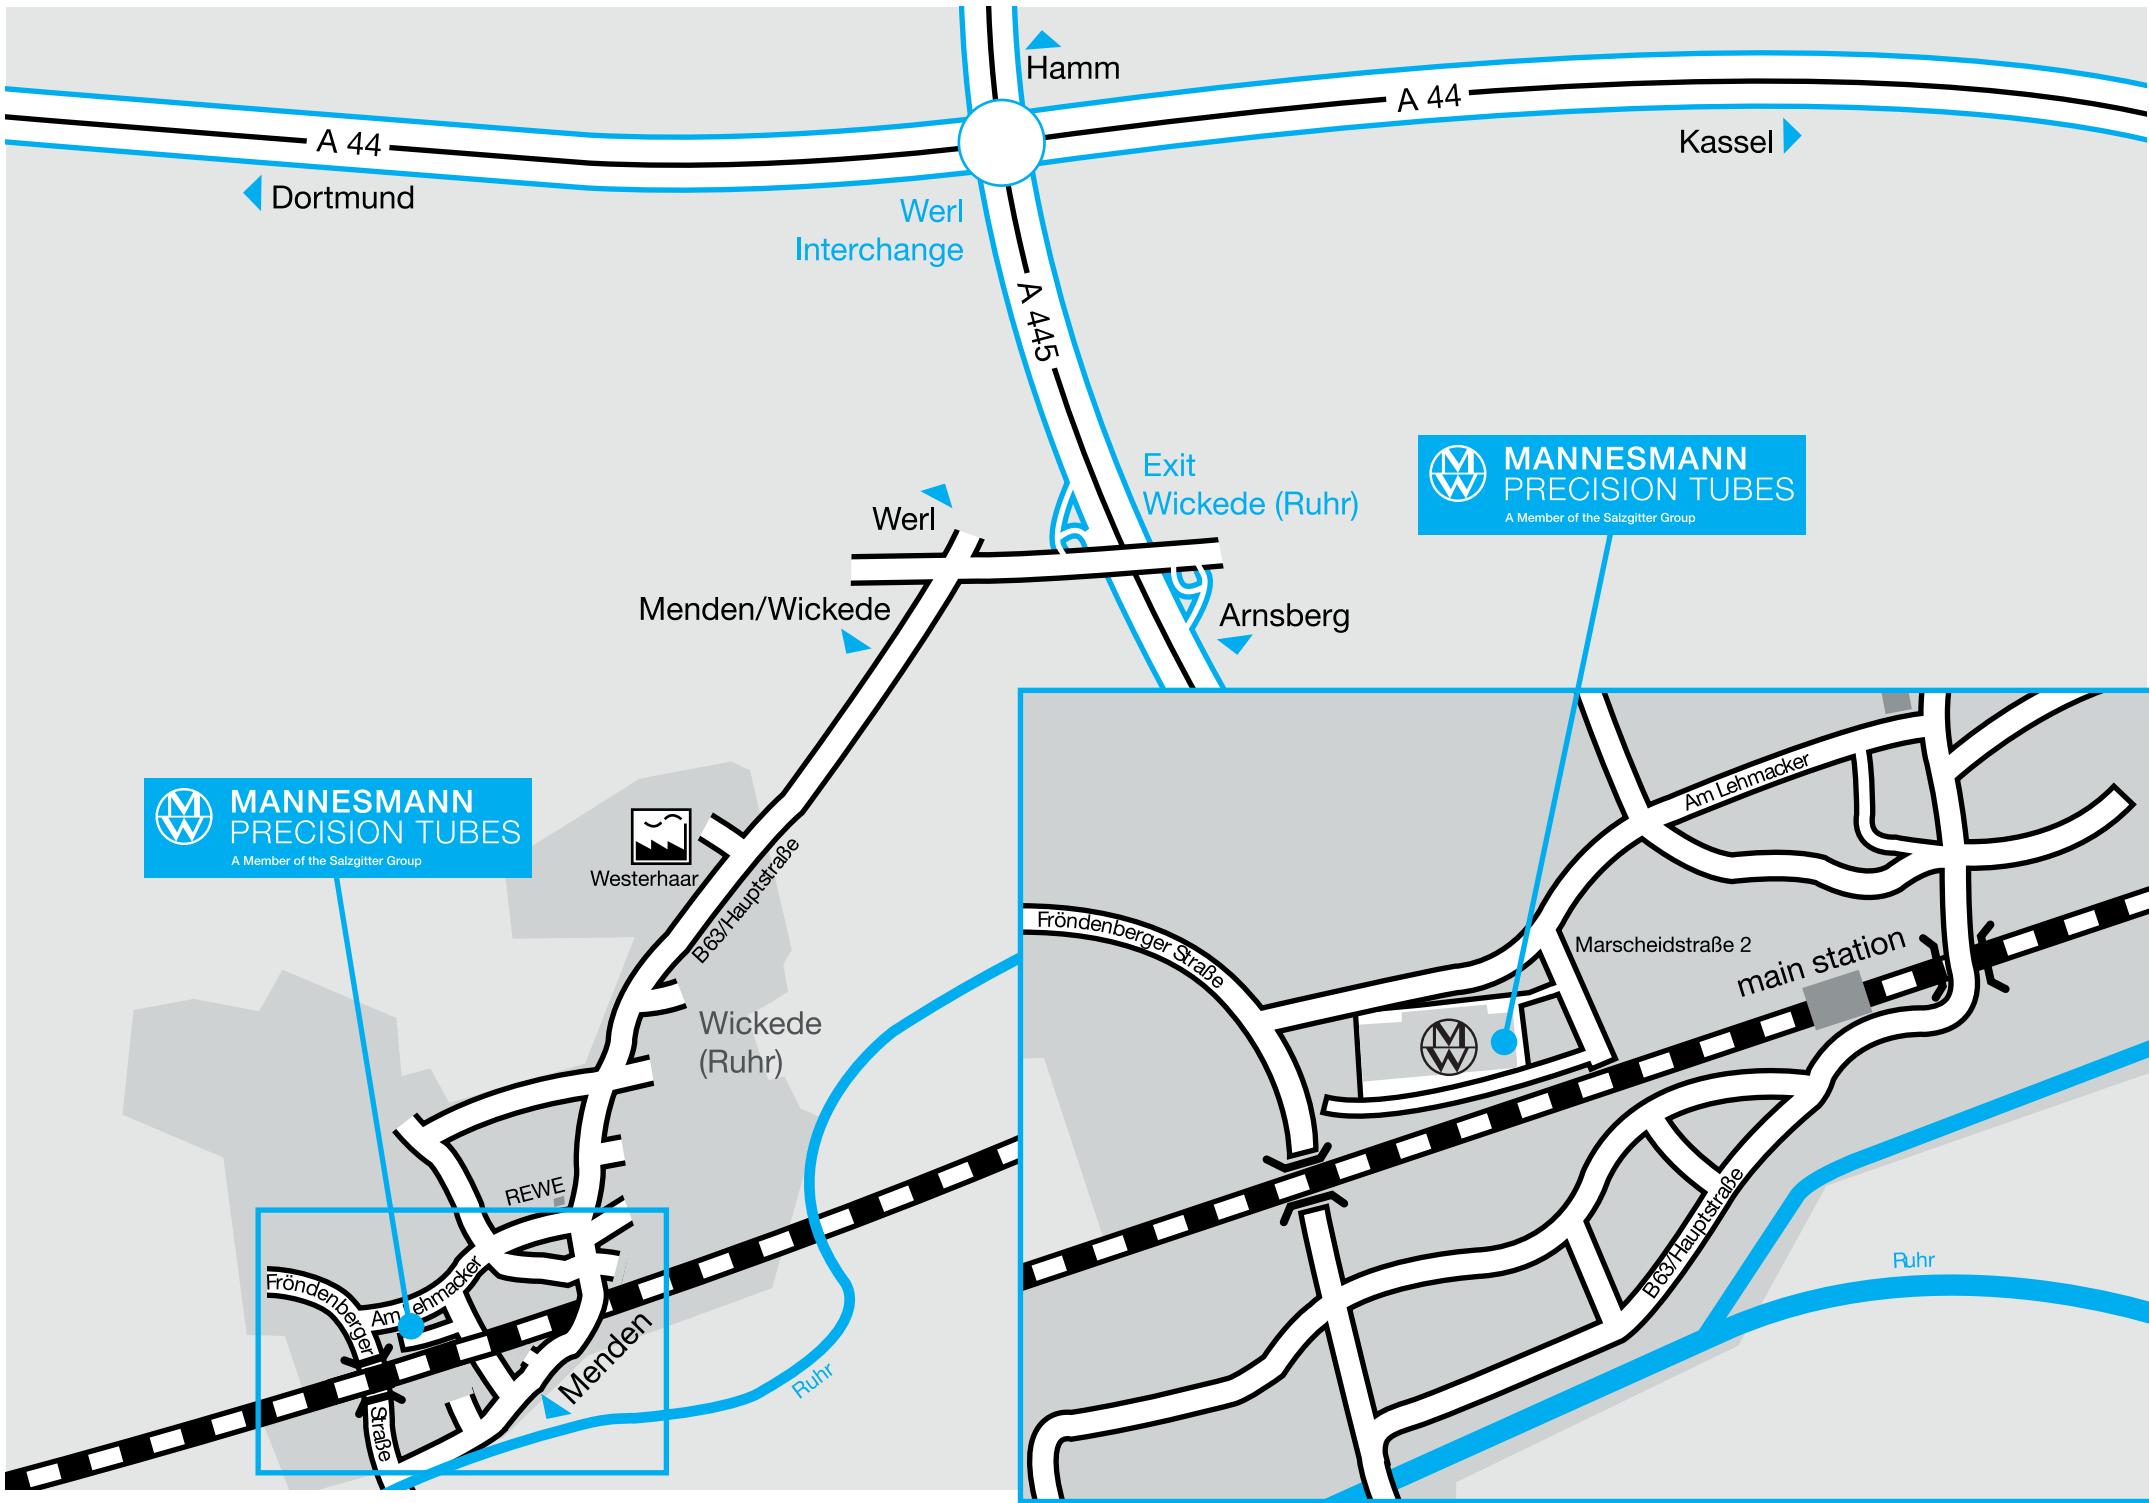 Hamm
A 44
A 44
Kassel
Dortmund
Werl
Interchange
A 445
Exit
Wickede (Ruhr)
MANNESMANN
PRECISION TUBES
A Member of the Salzgitter Group
Werl
Menden/Wickede
Arnsberg
MANNESMANN
PRECISION TUBES
A Member of the Salzgitter Group
Westerhaar
B63/Hauptstraße
Wickede
(Ruhr)
REWE
Fröndenberger
Straße
Am Lehmacker
Menden
Ruhr
Am Lehmacker
Fröndenberger Straße
Marscheidstraße 2
main station
MW
B63/Hauptstraße
Ruhr